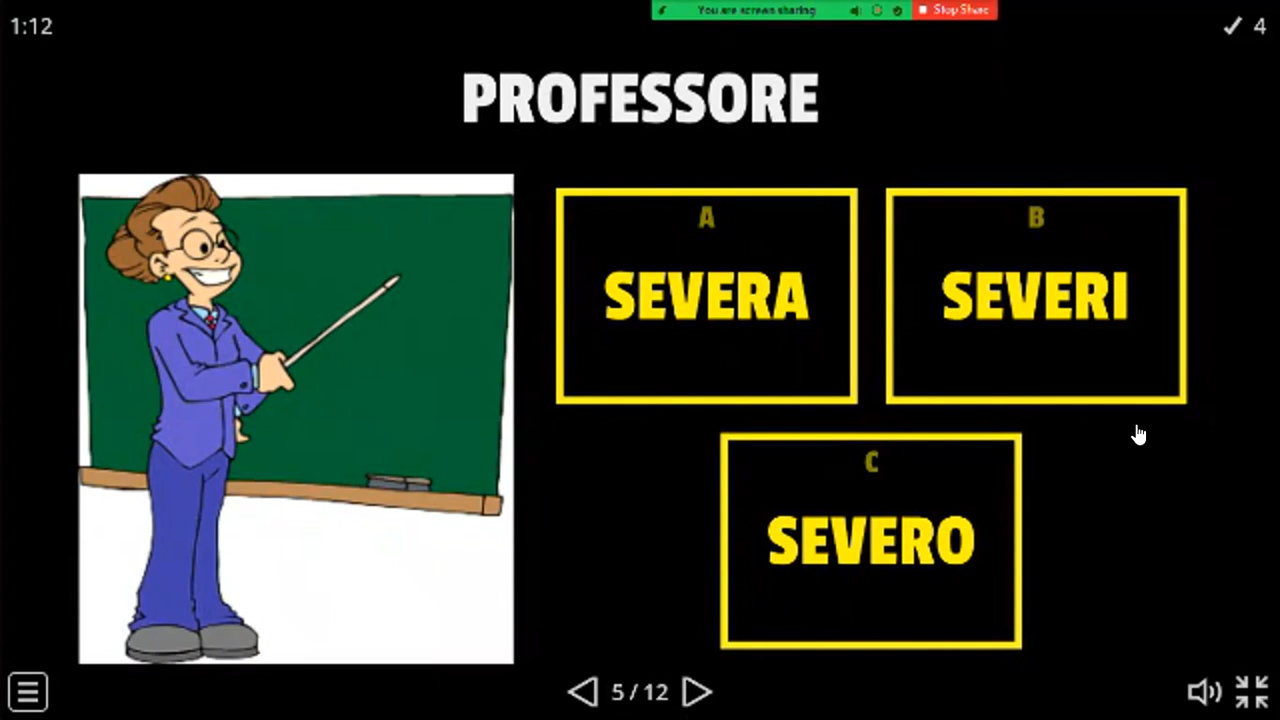 You are screen sharing
Stop Share
1:12
4
PROFESSORE
A
SEVERA
B
SEVERI
C
SEVERO
5 / 12